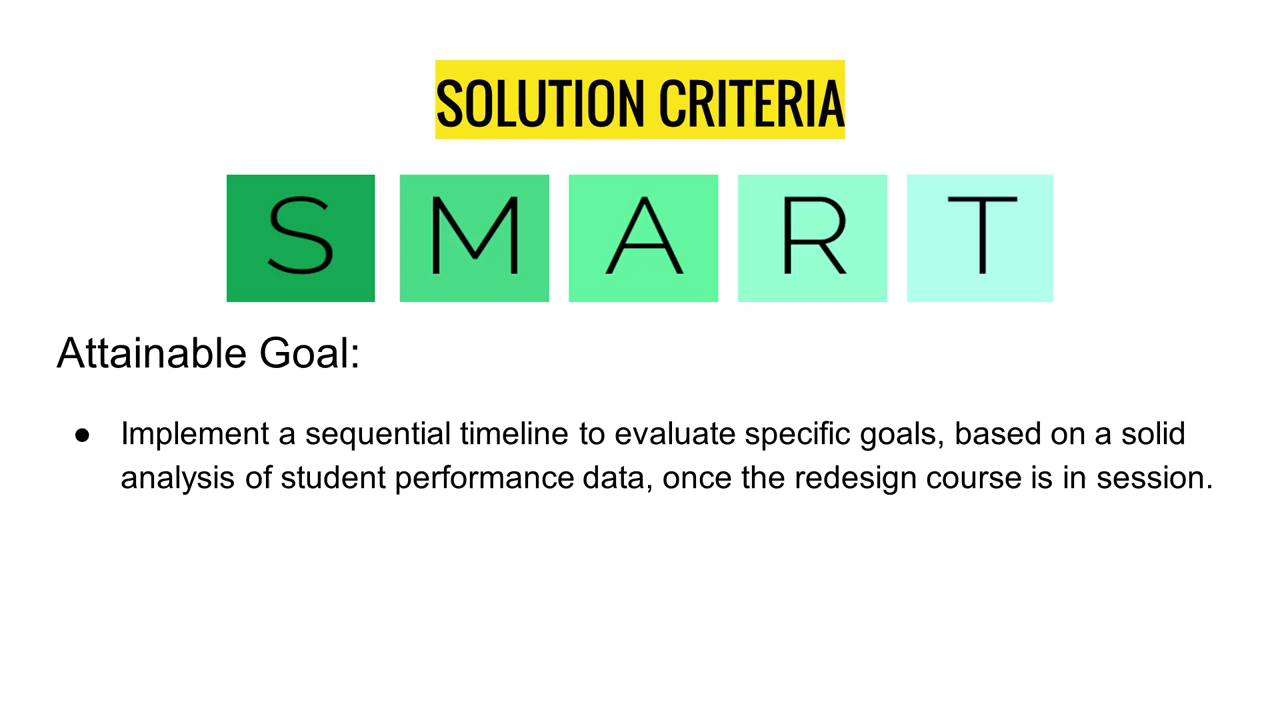 SOLUTION CRITERIA
S M A R T
Attainable Goal:
● Implement a sequential timeline to evaluate specific goals, based on a solid
analysis of student performance data, once the redesign course is in session.